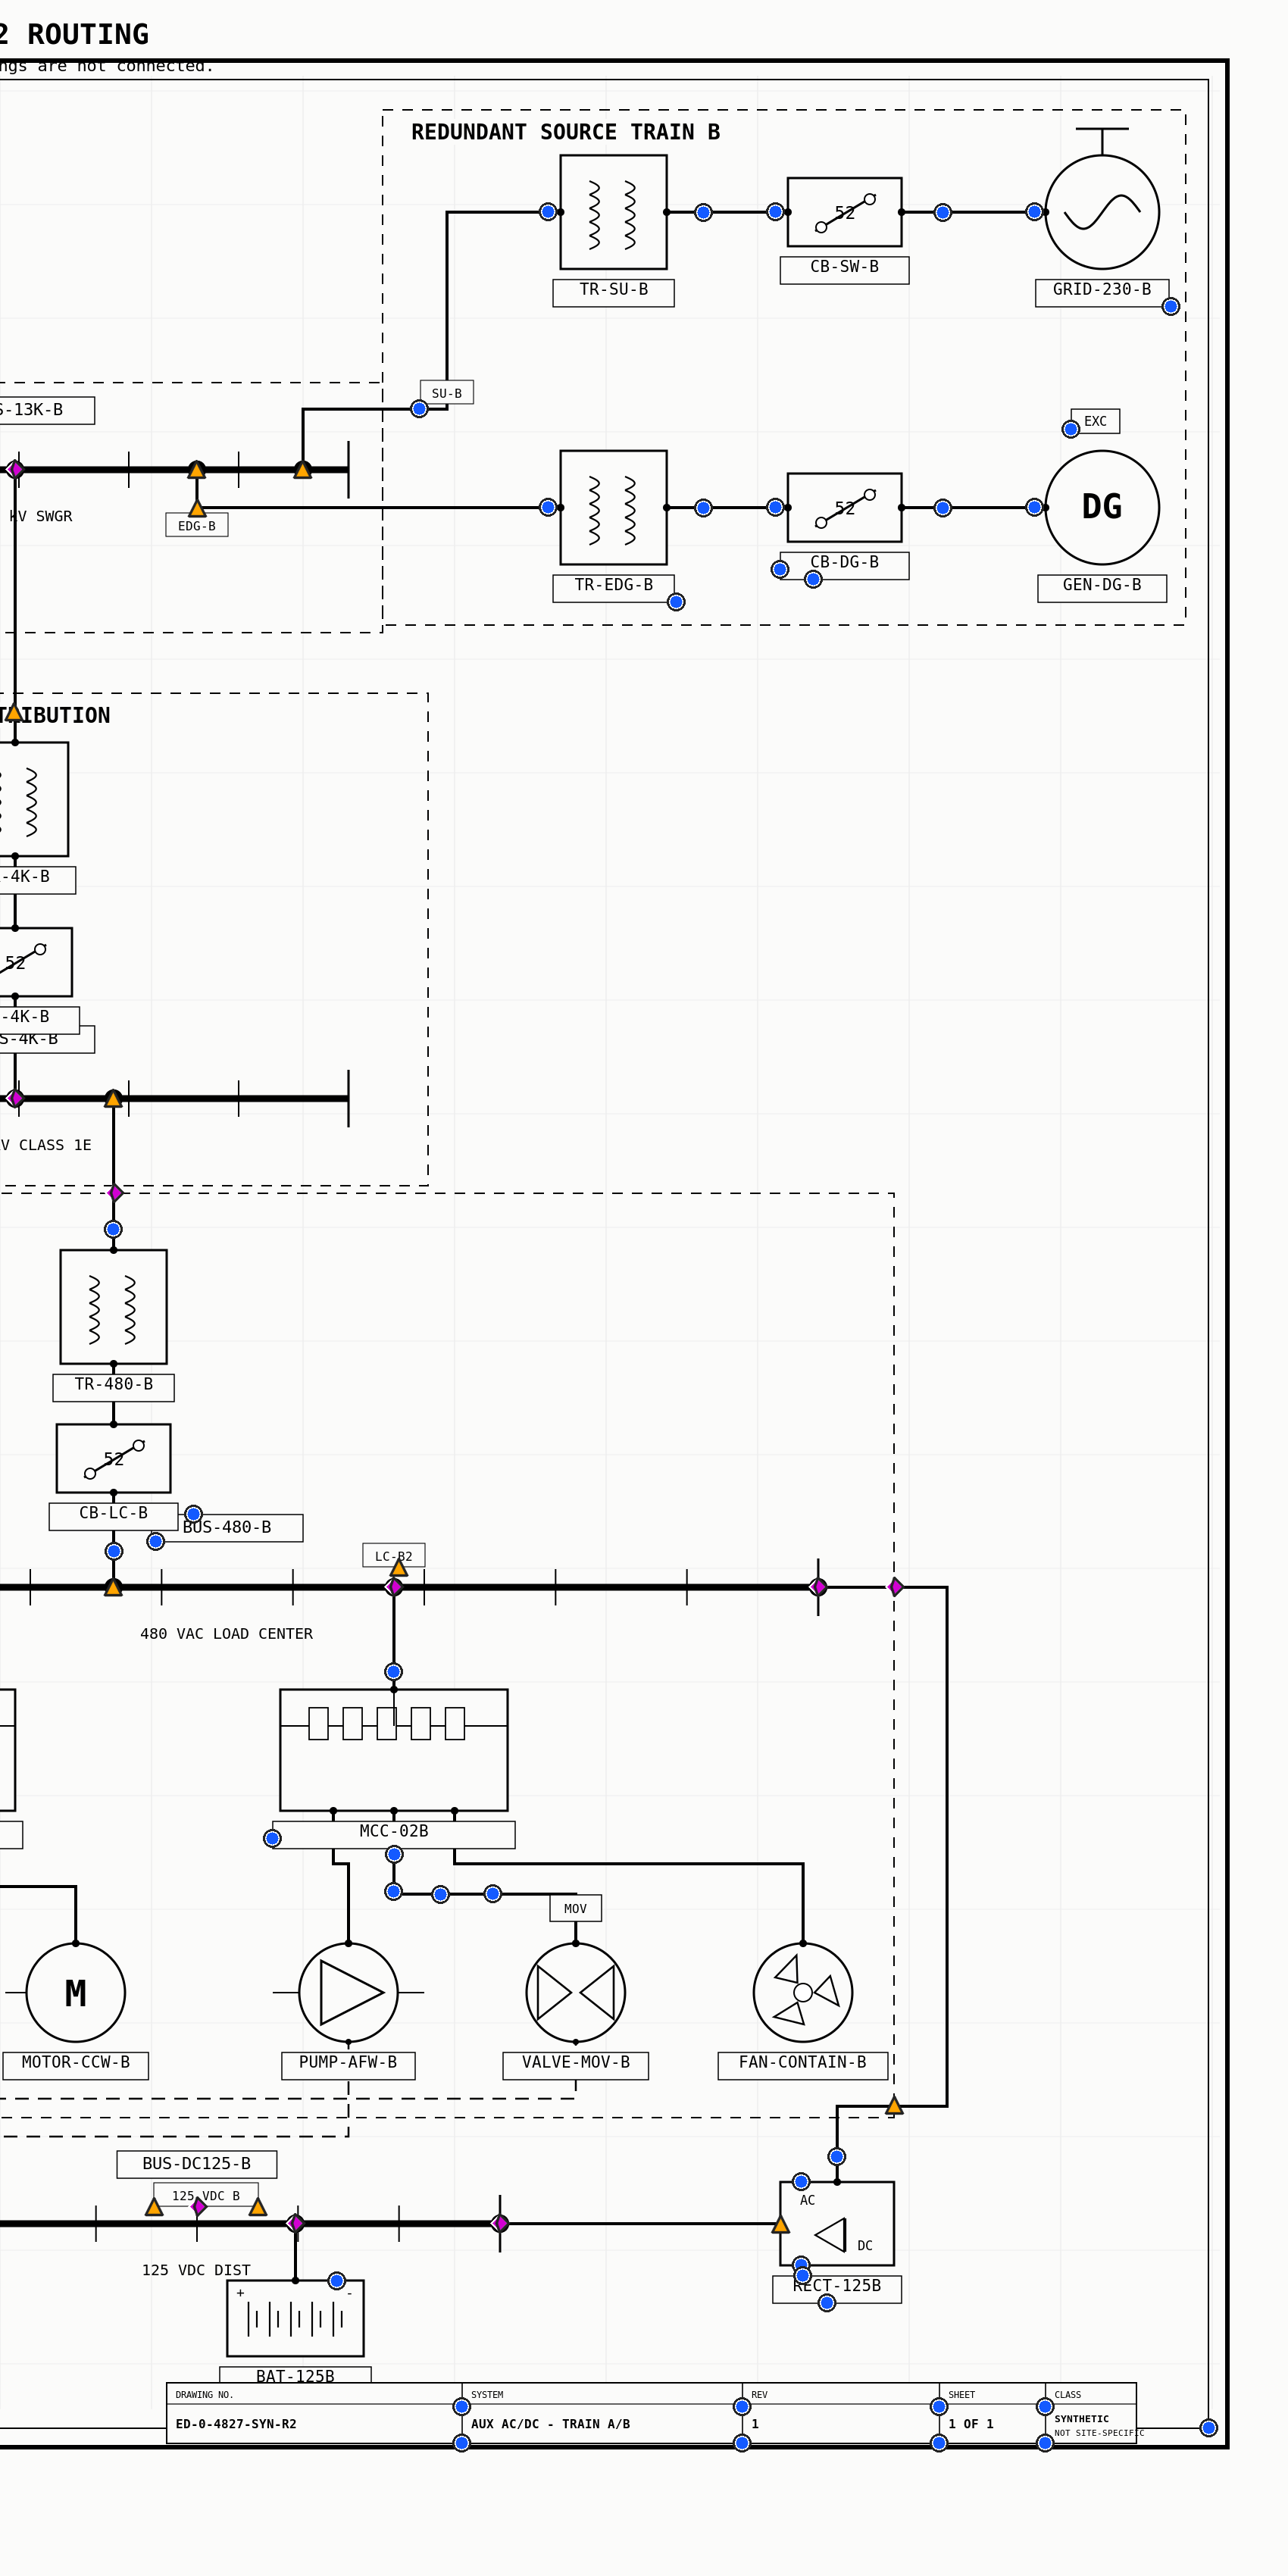 2 ROUTING
ngs are not connected.
REDUNDANT SOURCE TRAIN B
52
TR-SU-B
CB-SW-B
GRID-230-B
SU-B
S-13K-B
EXC
kV SWGR
EDG-B
52
DG
TR-EDG-B
CB-DG-B
GEN-DG-B
TRIBUTION
-4K-B
52
-4K-B
S-4K-B
V CLASS 1E
TR-480-B
52
CB-LC-B
BUS-480-B
LC-B2
480 VAC LOAD CENTER
MCC-02B
MOV
M
MOTOR-CCW-B
PUMP-AFW-B
VALVE-MOV-B
FAN-CONTAIN-B
BUS-DC125-B
125 VDC B
AC
DC
125 VDC DIST
+ -
RECT-125B
BAT-125B
DRAWING NO. SYSTEM REV SHEET CLASS
ED-0-4827-SYN-R2 AUX AC/DC - TRAIN A/B 1 1 OF 1 SYNTHETIC
NOT SITE-SPECIFIC